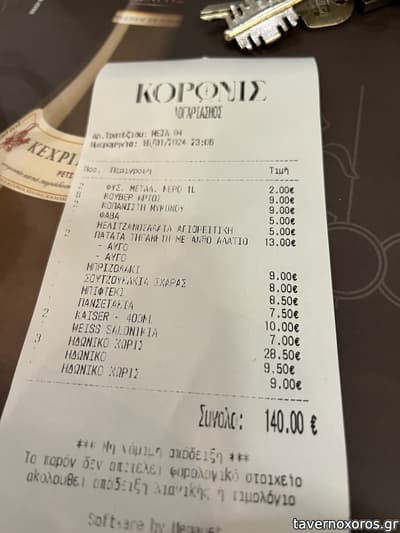 ΚΕΧΡΙ
ΚΟΡΩΝΙΣ
ΛΟΓΑΡΙΑΣΜΟΣ
Αρ.Τραπέζιου: ΜΕΣΑ 04
Ημερομηνία: 16/01/2024 23:06
Ποσ. Περιγραφή Τιμή
ΦΥΣ. ΜΕΤΑΛ. ΝΕΡΟ 1L 2.00€
ΚΟΥΒΕΡ ΑΡΤΟΣ 9.00€
ΚΟΠΑΝΙΣΤΗ ΜΥΚΟΝΟΥ 9.00€
ΦΑΒΑ 5.00€
ΜΕΛΙΤΖΑΝΟΣΑΛΑΤΑ ΑΓΙΟΡΕΙΤΙΚΗ 5.00€
ΠΑΤΑΤΑ ΤΗΓΑΝΗΤΗ ΜΕ ΑΝΘΟ ΑΛΑΤΙΟ 13.00€
- ΑΥΓΟ
- ΑΥΓΟ
ΜΠΡΙΖΟΛΑΚΙ 9.00€
ΣΟΥΤΖΟΥΚΑΚΙΑ ΣΧΑΡΑΣ 8.00€
ΜΠΙΦΤΕΚΙ 8.50€
ΠΑΝΣΕΤΑΚΙΑ 7.50€
2 KAISER - 400ML 10.00€
WEISS SALONIKIA 7.00€
3 ΗΔΩΝΙΚΟ ΧΩΡΙΣ 28.50€
ΗΔΩΝΙΚΟ 9.50€
ΗΔΩΝΙΚΟ ΧΩΡΙΣ 9.00€
Σύνολο: 140.00 €
*** Μη νόμιμη απόδειξη ***
Το παρόν δεν αποτελεί φορολογικό στοιχείο
ακολουθεί απόδειξη λιανικής ή τιμολόγιο
Software by
tavernoxoros.gr